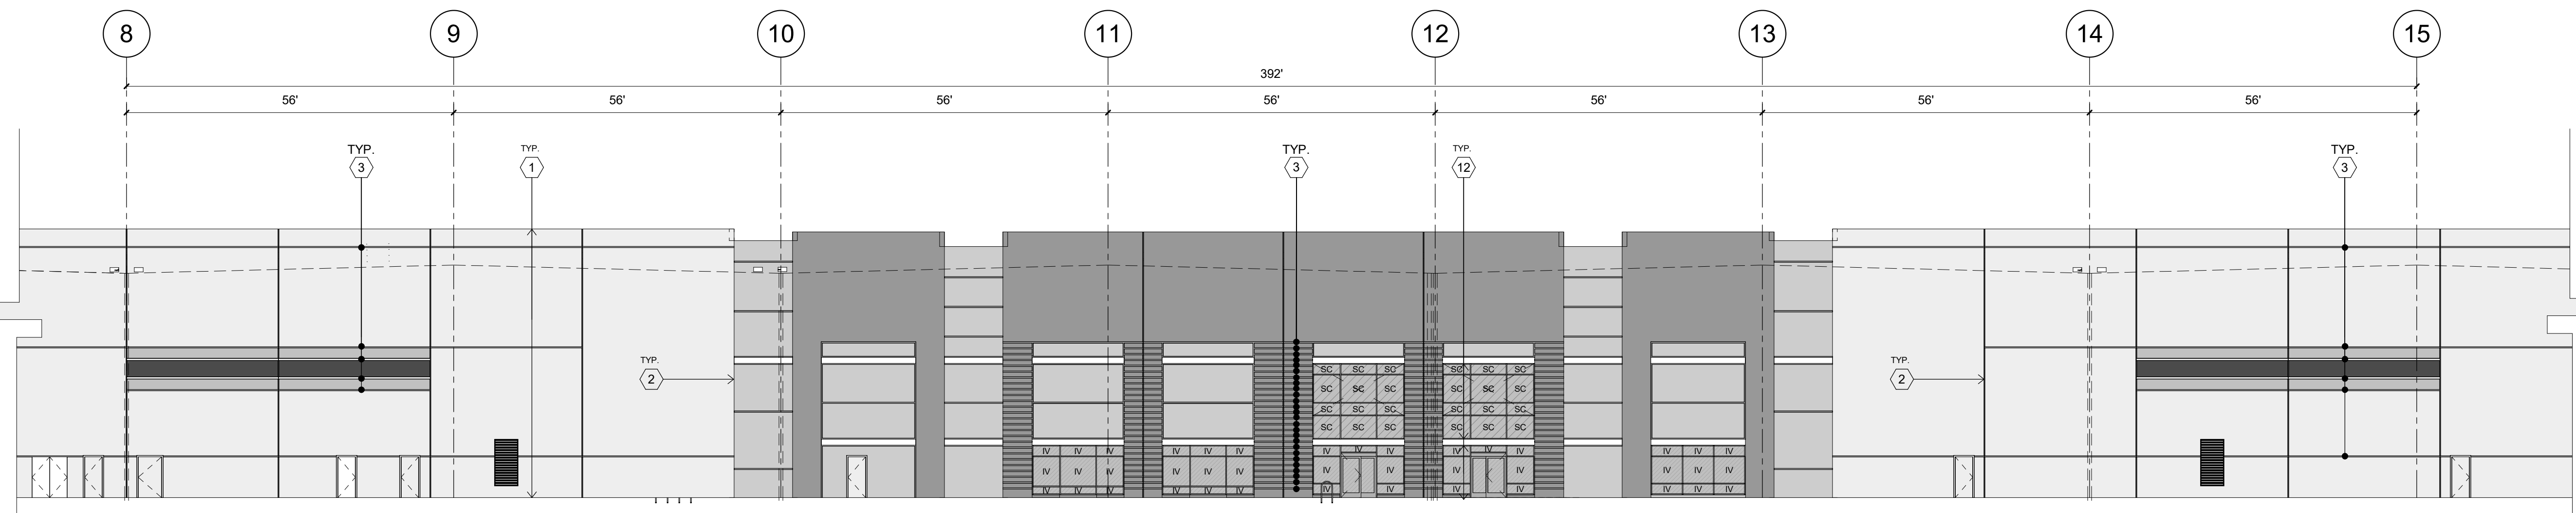 8 9 10 11 12 13 14 15
392'
56' 56' 56' 56' 56' 56' 56'
TYP. TYP. TYP. TYP. TYP.
3 1 3 12 3
TYP. TYP.
2 2
SC SC SC SC SC SC
SC SC SC SC SC SC
SC SC SC SC SC SC
SC SC SC SC SC SC
IV IV IV IV IV IV IV IV IV IV IV IV IV IV IV
IV IV IV IV IV IV IV IV IV IV IV IV IV
IV IV IV IV IV IV IV IV IV IV IV IV IV